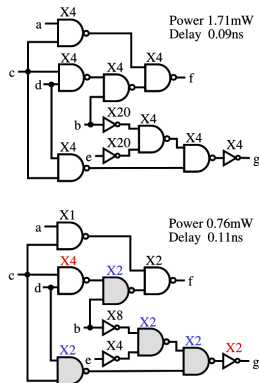 X4
Power 1.71mW
a
Delay 0.09ns
X4
X4
X4
c
f
d
X20
X4
b
X20
X4
X4
X4
e
g
X1
Power 0.76mW
a
Delay 0.11ns
X4
X2
X2
c
f
d
X8
X2
b
X4
X2
X2
X2
e
g